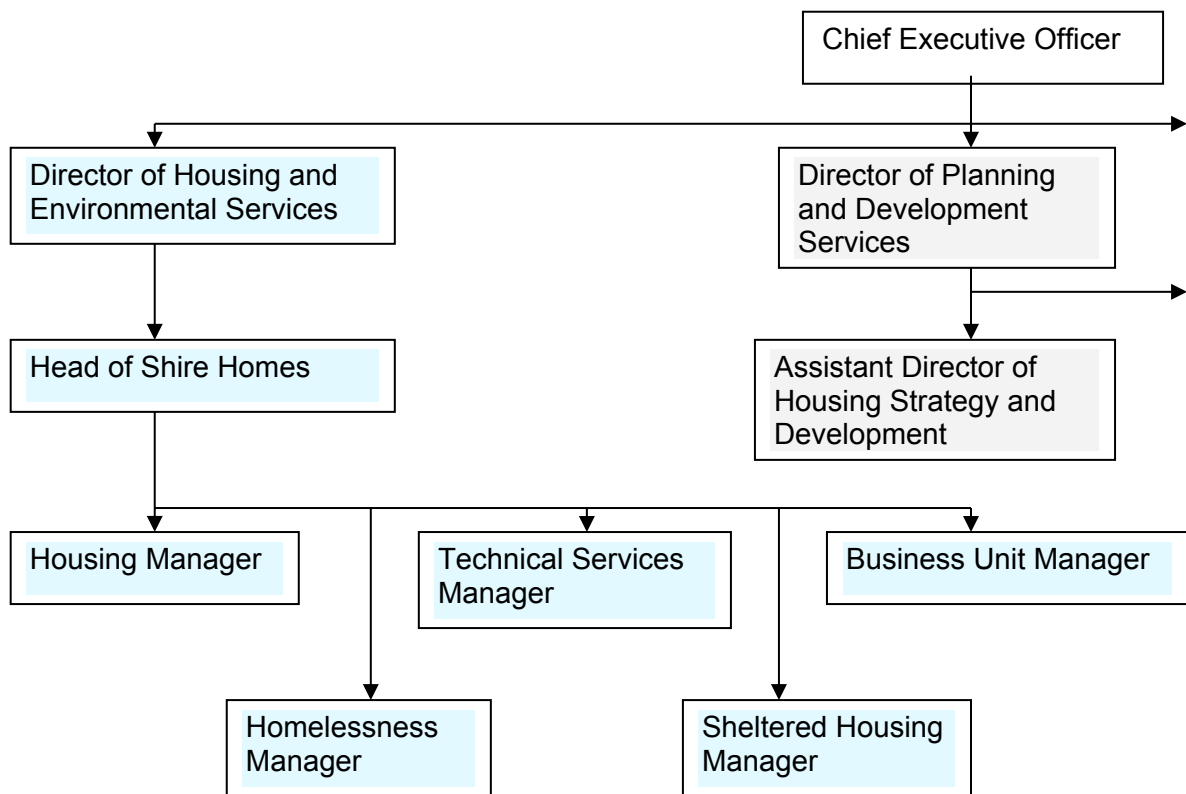 Chief Executive Officer
Director of Housing and
Environmental Services
Director of Planning
and Development
Services
Head of Shire Homes
Assistant Director of
Housing Strategy and
Development
Housing Manager
Technical Services
Manager
Business Unit Manager
Homelessness
Manager
Sheltered Housing
Manager